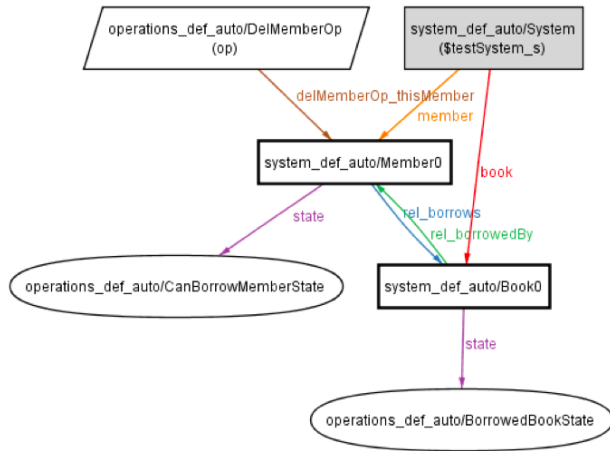 operations_def_auto/DelMemberOp
(op)
system_def_auto/System
($testSystem_s)
delMemberOp_thisMember
member
system_def_auto/Member0
book
state
rel_borrows
rel_borrowedBy
operations_def_auto/CanBorrowMemberState
system_def_auto/Book0
state
operations_def_auto/BorrowedBookState